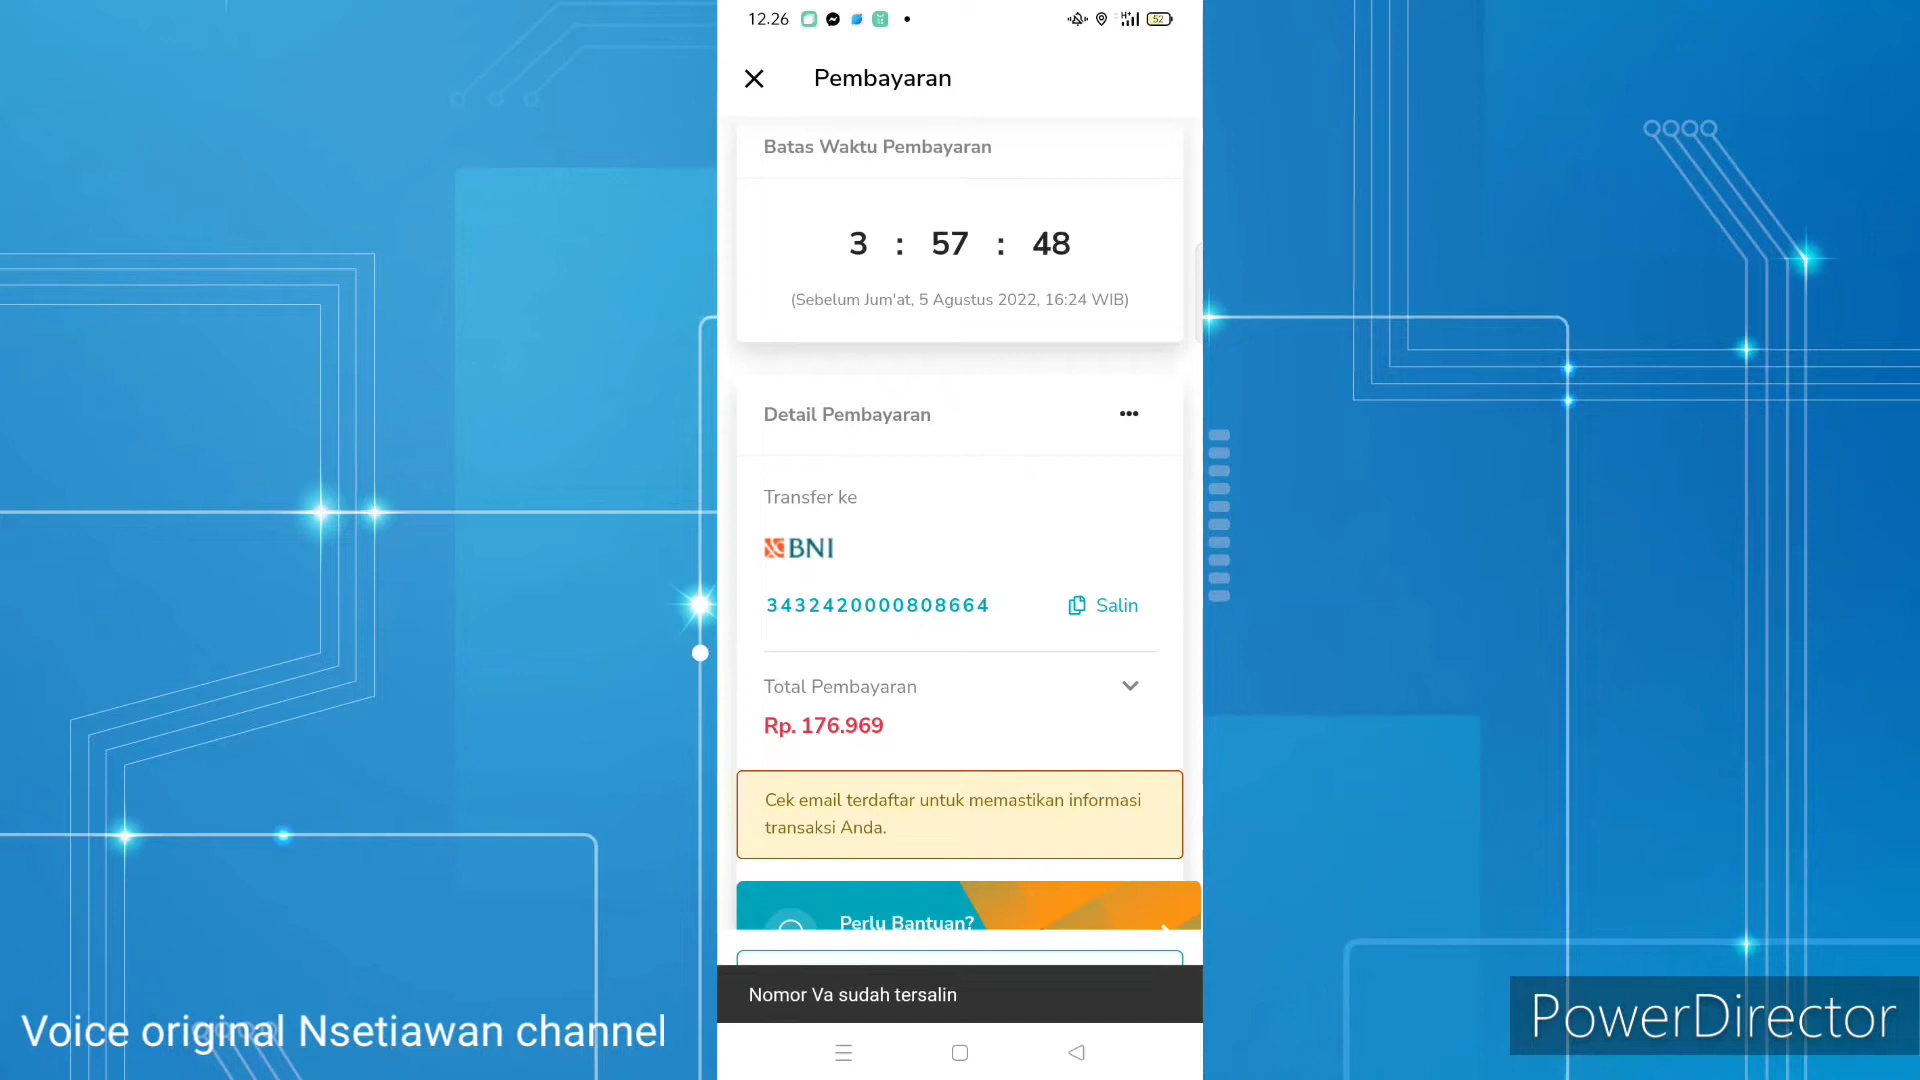 12.26
52
Pembayaran
Batas Waktu Pembayaran
3 : 57 : 48
(Sebelum Jum'at, 5 Agustus 2022, 16:24 WIB)
Detail Pembayaran
Transfer ke
BNI
3432420000808664
Salin
Total Pembayaran
Rp. 176.969
Cek email terdaftar untuk memastikan informasi
transaksi Anda.
Perlu Bantuan?
Nomor Va sudah tersalin
Voice original Nsetiawan channel
PowerDirector